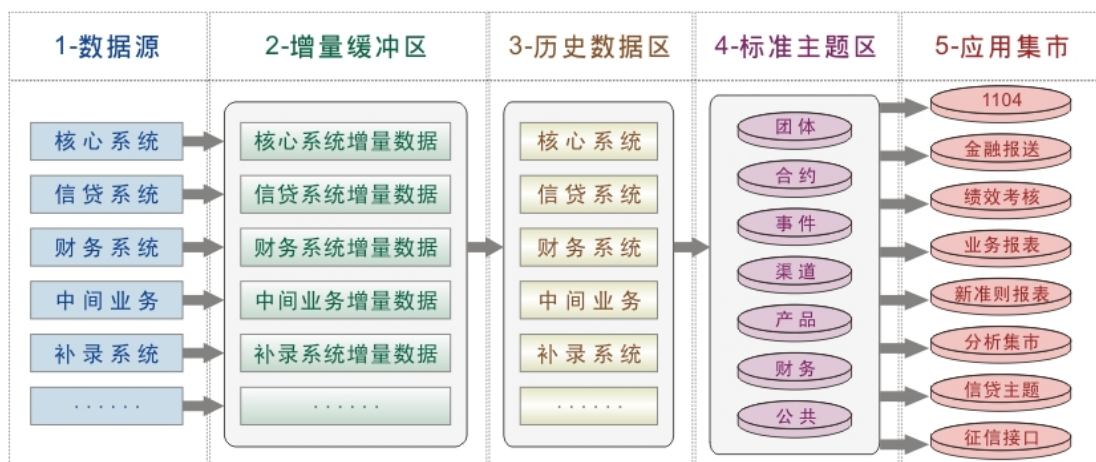 1-数据源
2-增量缓冲区
3-历史数据区
4-标准主题区
5-应用集市
核心系统
信贷系统
财务系统
中间业务
补录系统
······
核心系统增量数据
信贷系统增量数据
财务系统增量数据
中间业务增量数据
补录系统增量数据
······
核心系统
信贷系统
财务系统
中间业务
补录系统
······
团体
合约
事件
渠道
产品
财务
公共
1104
金融报送
绩效考核
业务报表
新准则报表
分析集市
信贷主题
征信接口